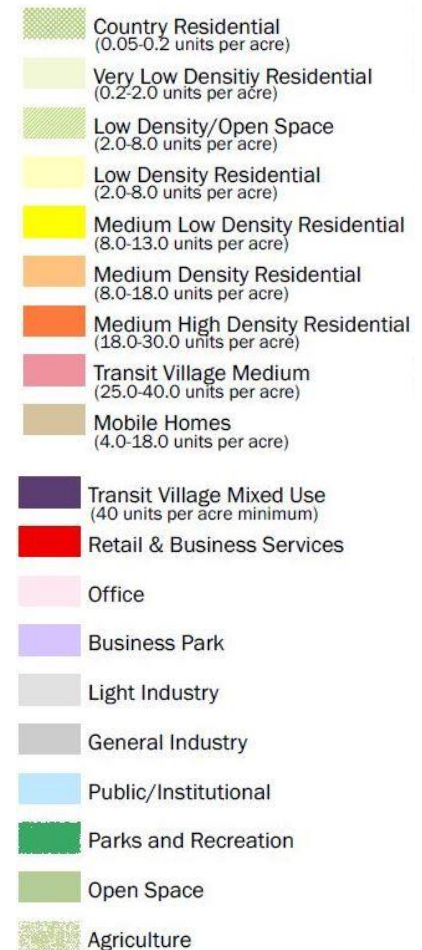 Country Residential
(0.05-0.2 units per acre)
Very Low Densitiy Residential
(0.2-2.0 units per acre)
Low Density/Open Space
(2.0-8.0 units per acre)
Low Density Residential
(2.0-8.0 units per acre)
Medium Low Density Residential
(8.0-13.0 units per acre)
Medium Density Residential
(8.0-18.0 units per acre)
Medium High Density Residential
(18.0-30.0 units per acre)
Transit Village Medium
(25.0-40.0 units per acre)
Mobile Homes
(4.0-18.0 units per acre)
Transit Village Mixed Use
(40 units per acre minimum)
Retail & Business Services
Office
Business Park
Light Industry
General Industry
Public/Institutional
Parks and Recreation
Open Space
Agriculture